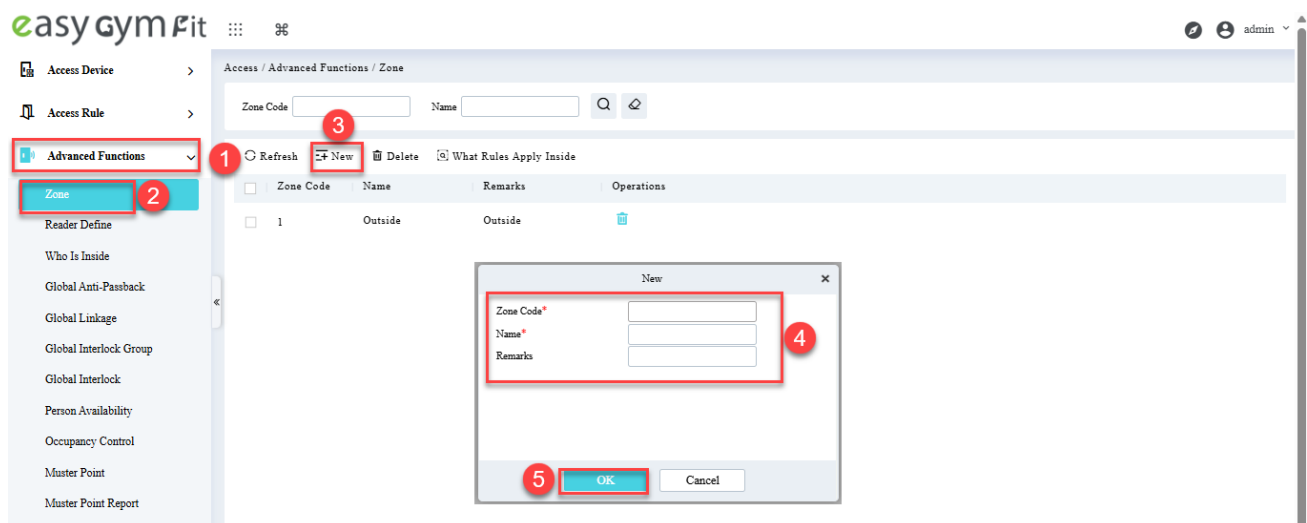 easy Gym Fit
admin
Access Device
Access Rule
Advanced Functions
1
Zone
2
Reader Define
Who Is Inside
Global Anti-Passback
Global Linkage
Global Interlock Group
Global Interlock
Person Availability
Occupancy Control
Muster Point
Muster Point Report
Access / Advanced Functions / Zone
Zone Code Name
3
Refresh New Delete What Rules Apply Inside
Zone Code Name Remarks Operations
1 Outside Outside
New
Zone Code*
Name*
Remarks
4
5
OK Cancel